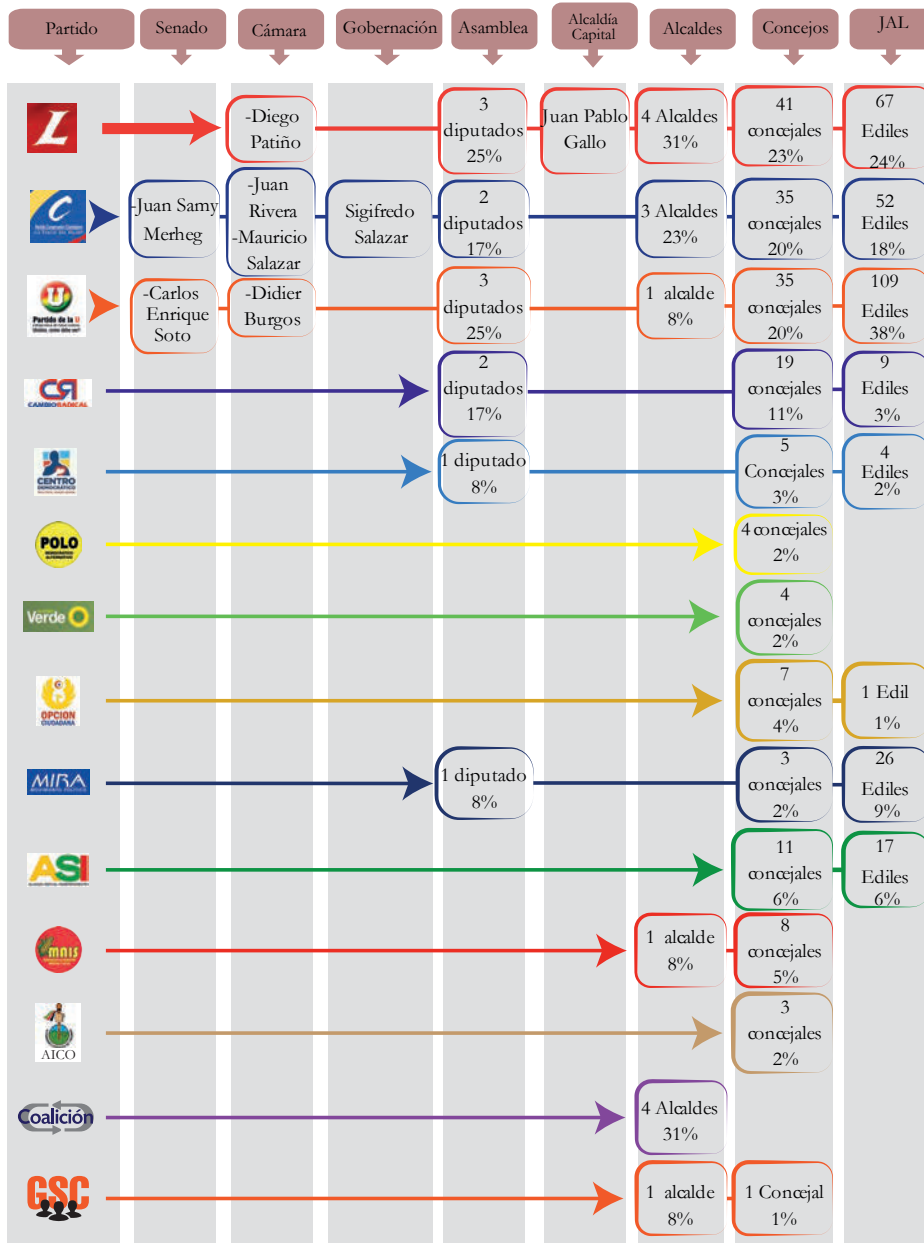 Partido
Senado
Cámara
Gobernación
Asamblea
Alcaldía
Capital
Alcaldes
Concejos
JAL
L
-Diego
Patiño
3
diputados
25%
Juan Pablo
Gallo
4 Alcaldes
31%
41
concejales
23%
67
Ediles
24%
C
-Juan Samy
Merheg
-Juan
Rivera
-Mauricio
Salazar
Sigifredo
Salazar
2
diputados
17%
3 Alcaldes
23%
35
concejales
20%
52
Ediles
18%
U
Partido de la U
-Carlos
Enrique
Soto
-Didier
Burgos
3
diputados
25%
1 alcalde
8%
35
concejales
20%
109
Ediles
38%
CR
CAMBIO RADICAL
2
diputados
17%
19
concejales
11%
9
Ediles
3%
CENTRO
DEMOCRÁTICO
1 diputado
8%
5
Concejales
3%
4
Ediles
2%
POLO
4 concejales
2%
Verde
4
concejales
2%
OPCION
CIUDADANA
7
concejales
4%
1 Edil
1%
MIRA
1 diputado
8%
3
concejales
2%
26
Ediles
9%
ASI
11
concejales
6%
17
Ediles
6%
mais
1 alcalde
8%
8
concejales
5%
AICO
3
concejales
2%
Coalición
4 Alcaldes
31%
GSC
1 alcalde
8%
1 Concejal
1%